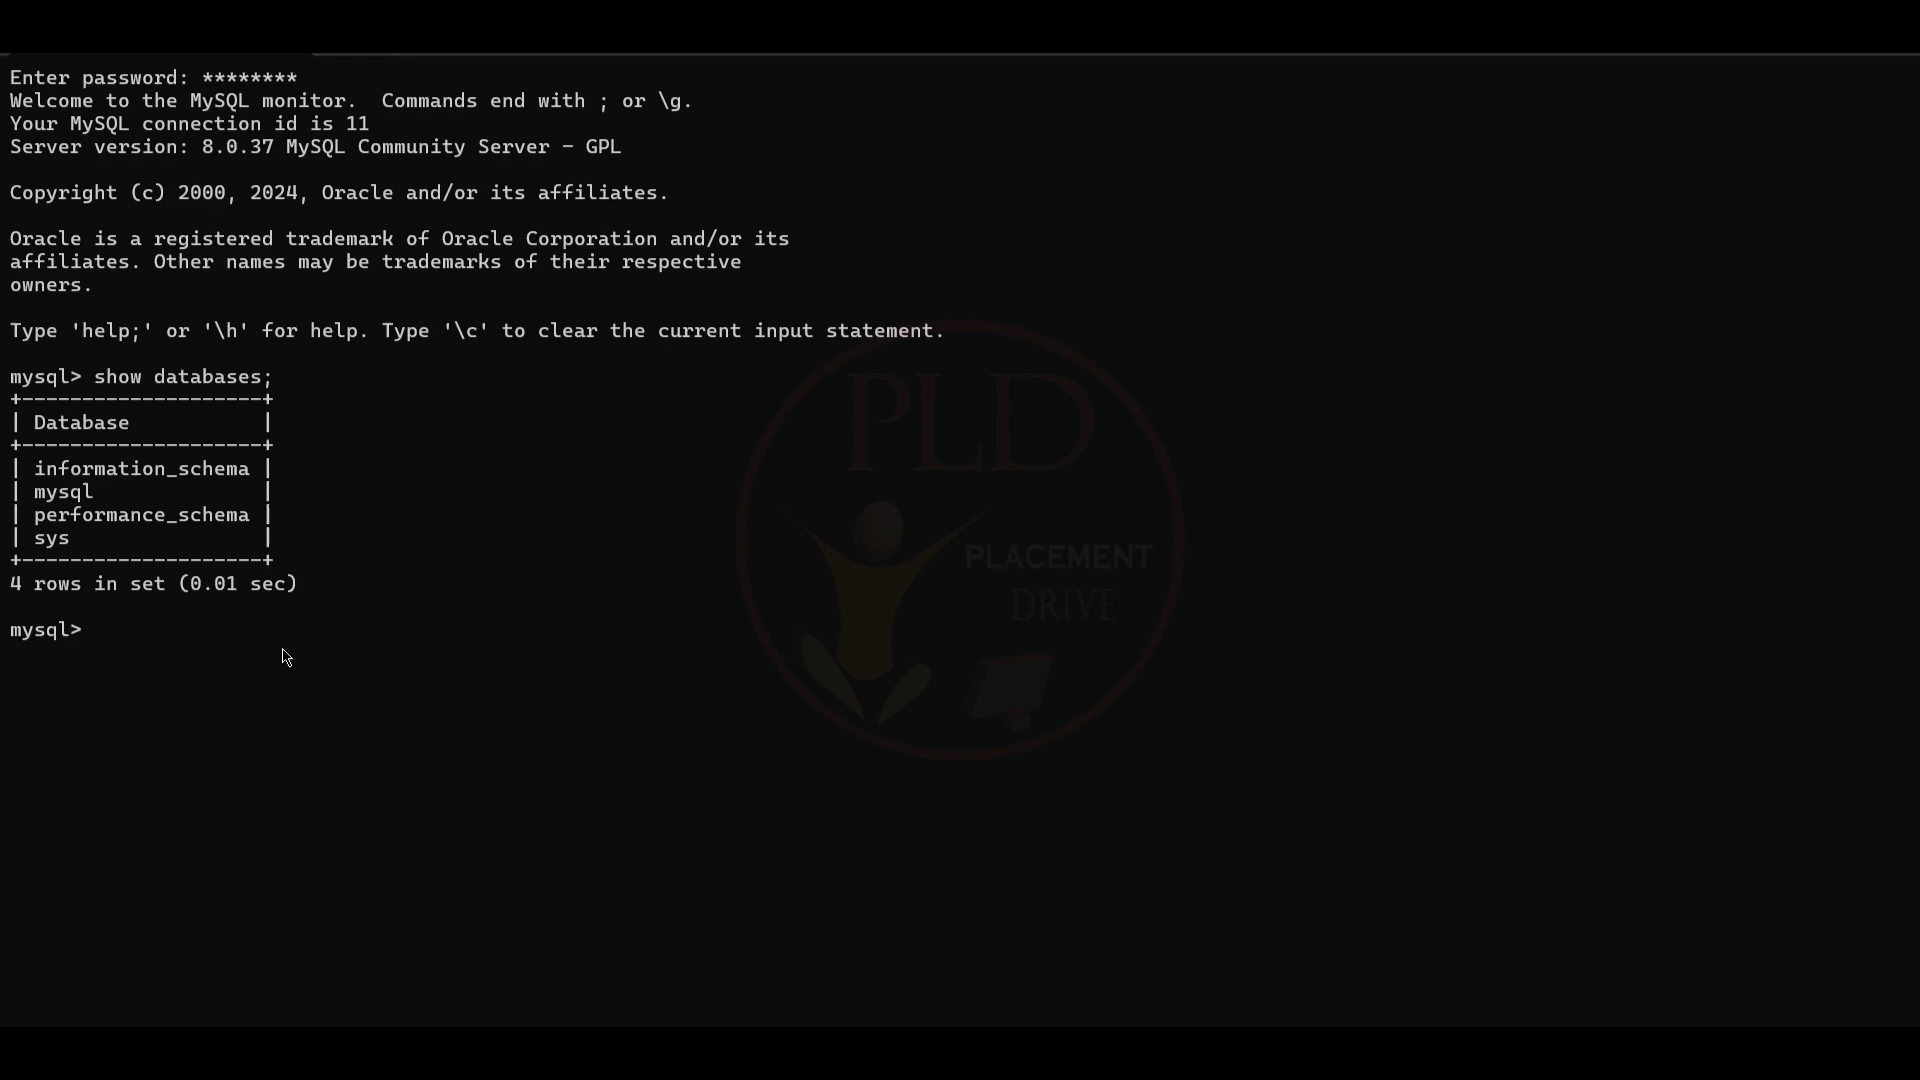 Enter password: ********
Welcome to the MySQL monitor.  Commands end with ; or \g.
Your MySQL connection id is 11
Server version: 8.0.37 MySQL Community Server - GPL
Copyright (c) 2000, 2024, Oracle and/or its affiliates.
Oracle is a registered trademark of Oracle Corporation and/or its
affiliates. Other names may be trademarks of their respective
owners.
Type 'help;' or '\h' for help. Type '\c' to clear the current input statement.
mysql> show databases;
+--------------------+
| Database           |
+--------------------+
| information_schema |
| mysql              |
| performance_schema |
| sys                |
+--------------------+
4 rows in set (0.01 sec)
mysql>
PLD
PLACEMENT
DRIVE